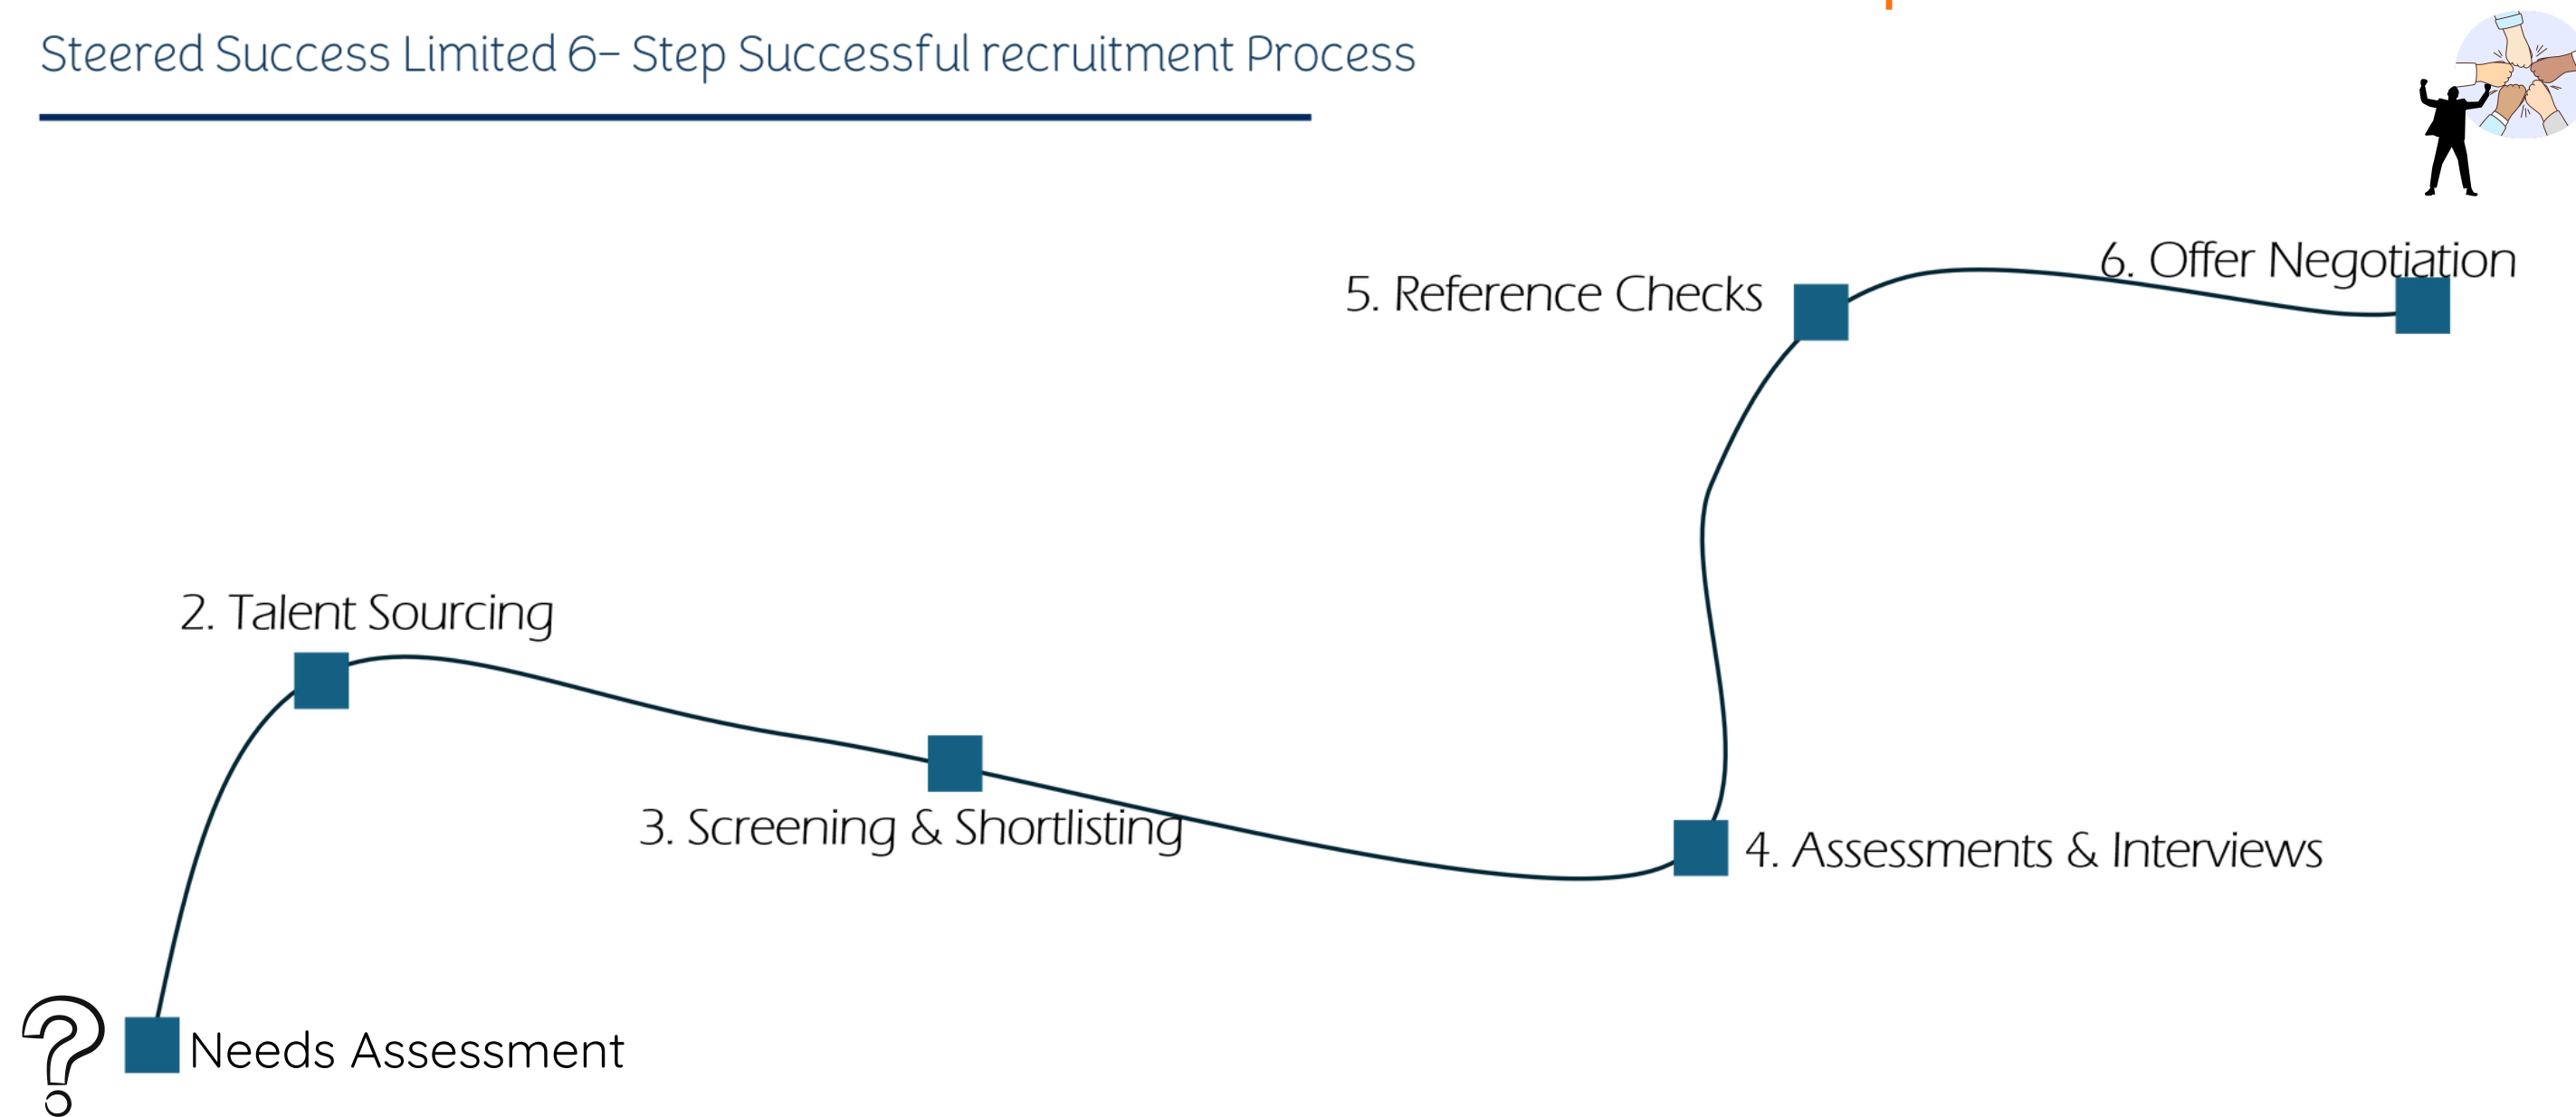 Steered Success Limited 6- Step Successful recruitment Process
6. Offer Negotiation
5. Reference Checks
2. Talent Sourcing
3. Screening & Shortlisting
4. Assessments & Interviews
? Needs Assessment